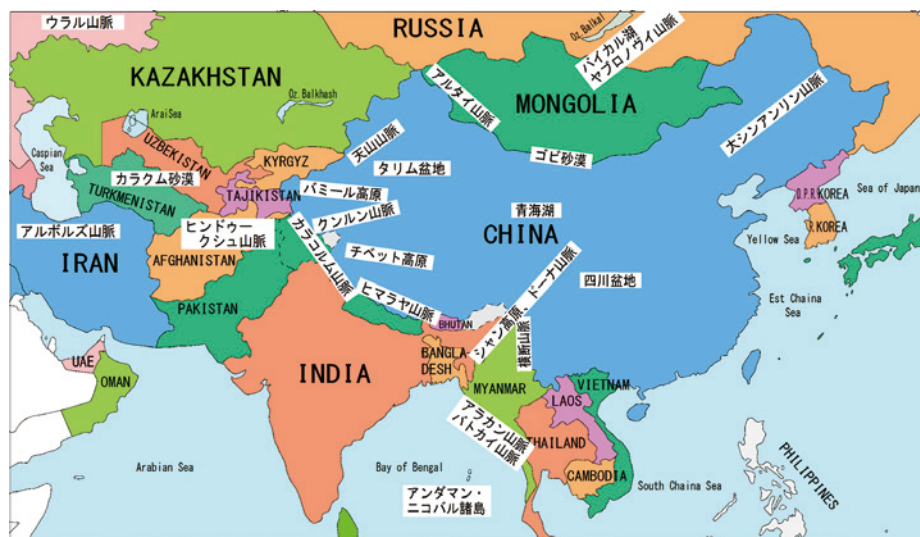 ウラル山脈
RUSSIA
Oz.Baikal
バイカル湖
ヤブロノヴィ山脈
KAZAKHSTAN
アルタイ山脈
MONGOLIA
大シンアンリン山脈
Oz.Balkhash
AralSea
Caspian
Sea
UZBEKISTAN
KYRGYZ
天山山脈
タリム盆地
ゴビ砂漠
カラクム砂漠
TURKMENISTAN
TAJIKISTAN
パミール高原
D.P.R.KOREA
Sea of Japan
アルボルズ山脈
ヒンドゥー
クシュ山脈
クンルン山脈
青海湖
R.KOREA
IRAN
AFGHANISTAN
カラコルム山脈
チベット高原
CHINA
Yellow Sea
PAKISTAN
ヒマラヤ山脈
BHUTAN
シャン高原、ドーナ山脈
四川盆地
Est Chaina
Sea
UAE
OMAN
INDIA
BANGLA
DESH
横断山脈
MYANMAR
VIETNAM
LAOS
アラカン山脈
パトカイ山脈
THAILAND
Arabian Sea
Bay of Bengal
CAMBODIA
South Chaina Sea
PHILIPPINES
アンダマン・
ニコバル諸島